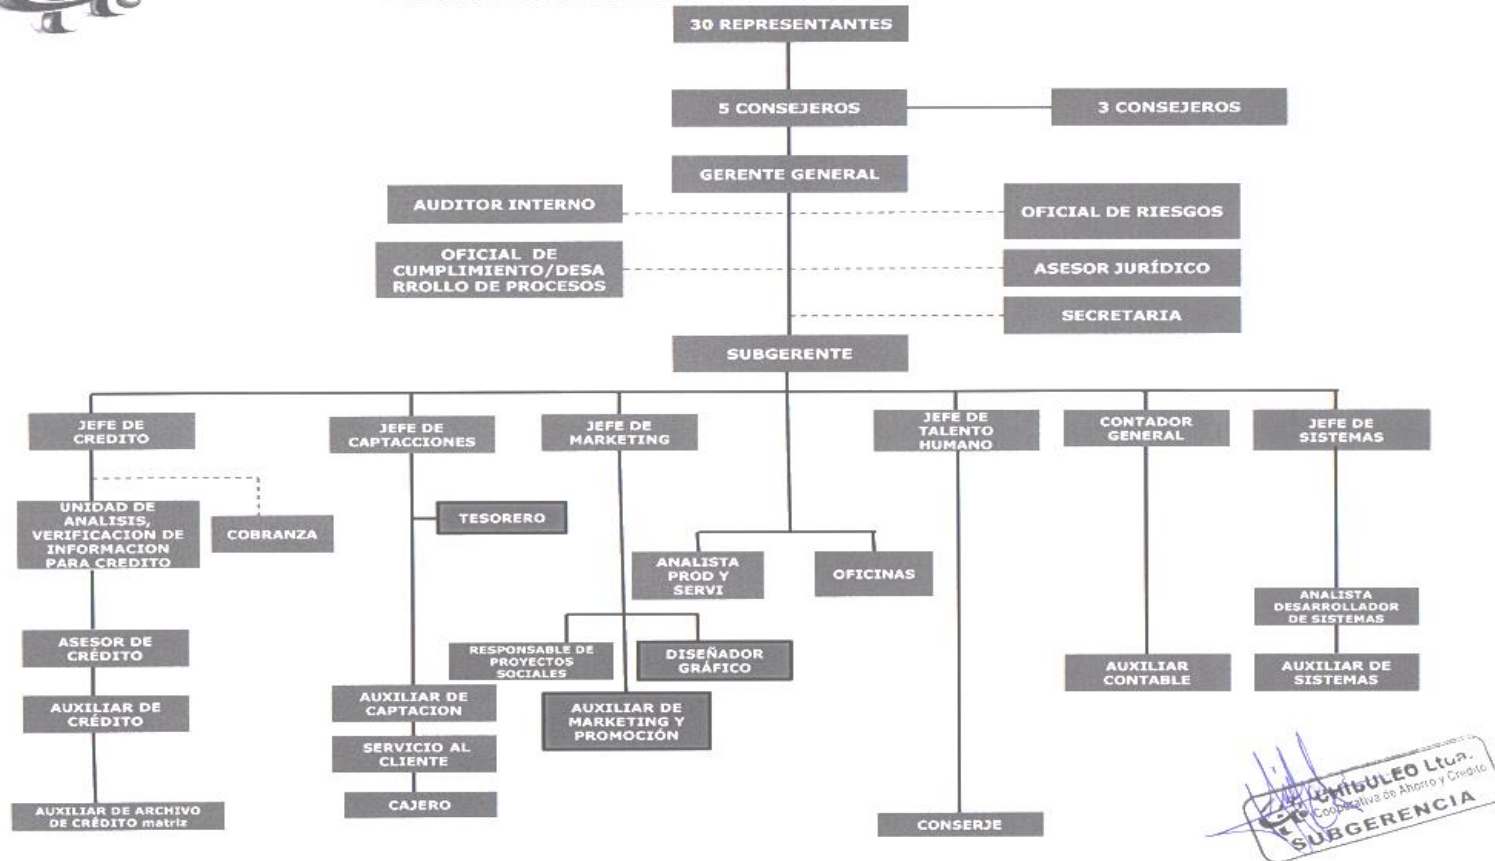 30 REPRESENTANTES
5 CONSEJEROS
3 CONSEJEROS
GERENTE GENERAL
AUDITOR INTERNO
OFICIAL DE RIESGOS
OFICIAL DE
CUMPLIMIENTO/DESA
RROLLO DE PROCESOS
ASESOR JURÍDICO
SECRETARIA
SUBGERENTE
JEFE DE
CREDITO
JEFE DE
CAPTACCIONES
JEFE DE
MARKETING
JEFE DE
TALENTO
HUMANO
CONTADOR
GENERAL
JEFE DE
SISTEMAS
UNIDAD DE
ANALISIS,
VERIFICACION DE
INFORMACION
PARA CREDITO
COBRANZA
TESORERO
ANALISTA
PROD Y
SERVI
OFICINAS
ANALISTA
DESARROLLADOR
DE SISTEMAS
ASESOR DE
CRÉDITO
RESPONSABLE DE
PROYECTOS
SOCIALES
DISEÑADOR
GRÁFICO
AUXILIAR
CONTABLE
AUXILIAR DE
SISTEMAS
AUXILIAR DE
CRÉDITO
AUXILIAR DE
CAPTACION
AUXILIAR DE
MARKETING Y
PROMOCIÓN
SERVICIO AL
CLIENTE
CAJERO
AUXILIAR DE ARCHIVO
DE CRÉDITO matriz
CONSERJE
CHIBULEO Ltda.
Cooperativa de Ahorro y Crédito
SUBGERENCIA